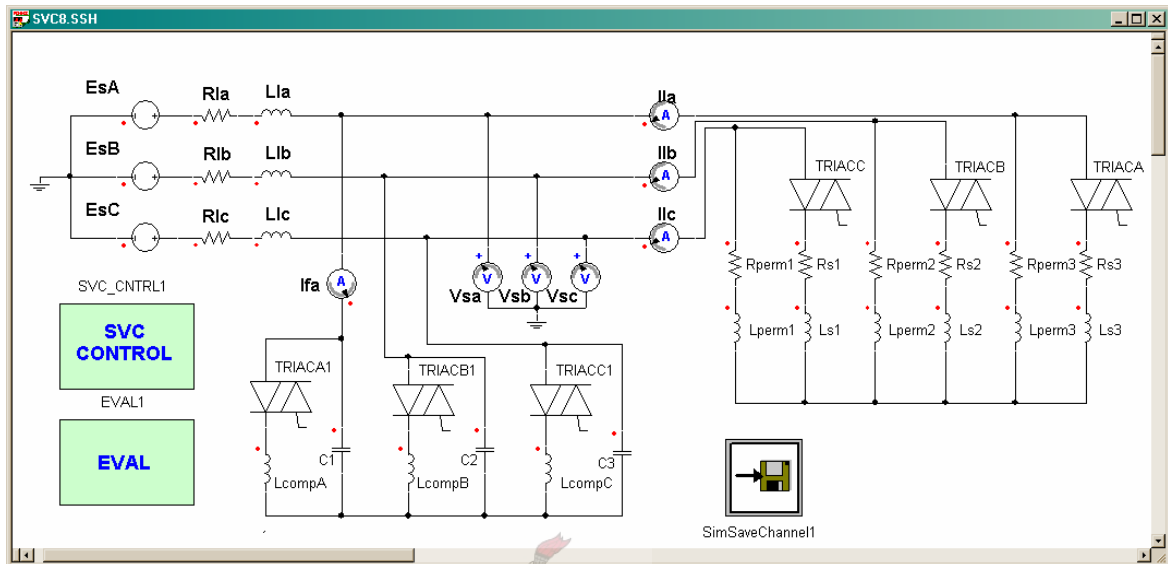 SVC8.SSH
EsA
RIa
LIa
IIa
EsB
RIb
LIb
IIb
EsC
RIc
LIc
IIc
A
A
A
TRIACC
TRIACB
TRIACA
Rperm1
Rs1
Rperm2
Rs2
Rperm3
Rs3
Lperm1
Ls1
Lperm2
Ls2
Lperm3
Ls3
SVC_CNTRL1
SVC CONTROL
Ifa
A
+
+
+
V
V
V
Vsa
Vsb
Vsc
EVAL1
EVAL
TRIACA1
TRIACB1
TRIACC1
C1
C2
C3
LcompA
LcompB
LcompC
SimSaveChannel1